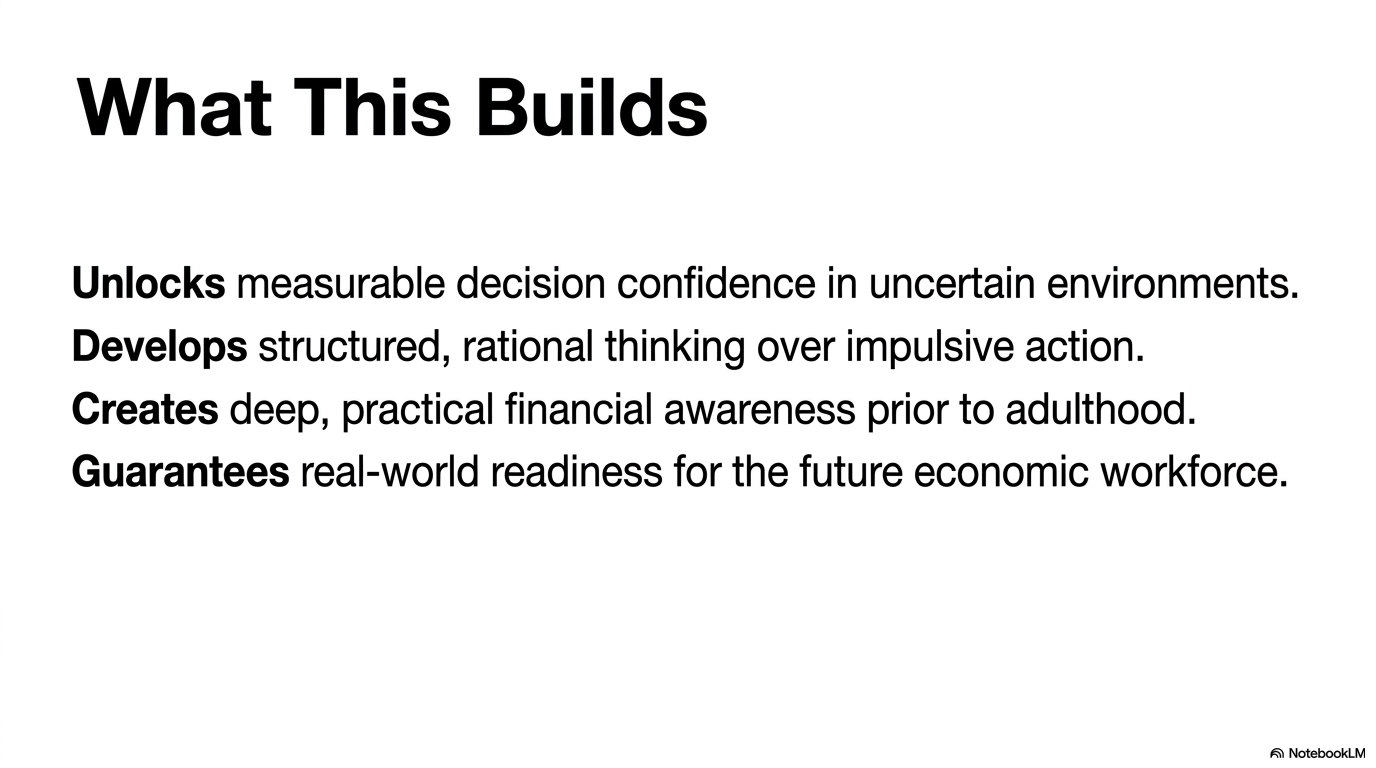 What This Builds
Unlocks measurable decision confidence in uncertain environments.
Develops structured, rational thinking over impulsive action.
Creates deep, practical financial awareness prior to adulthood.
Guarantees real-world readiness for the future economic workforce.
NotebookLM